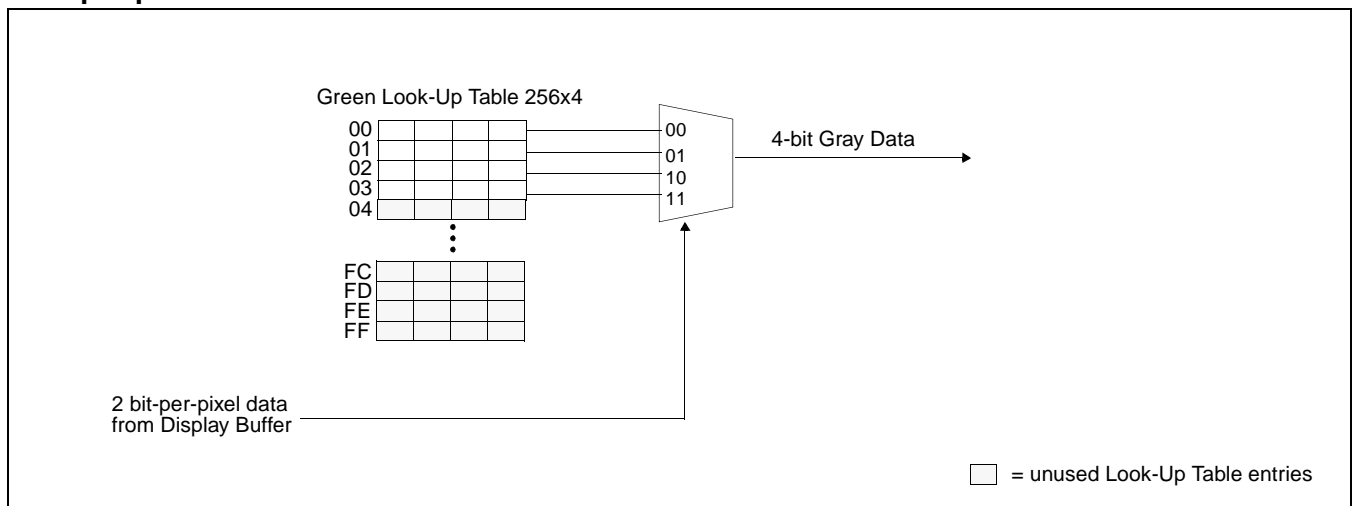 Green Look-Up Table 256x4
00
01
02
03
04
FC
FD
FE
FF
00
01
10
11
4-bit Gray Data
2 bit-per-pixel data
from Display Buffer
= unused Look-Up Table entries